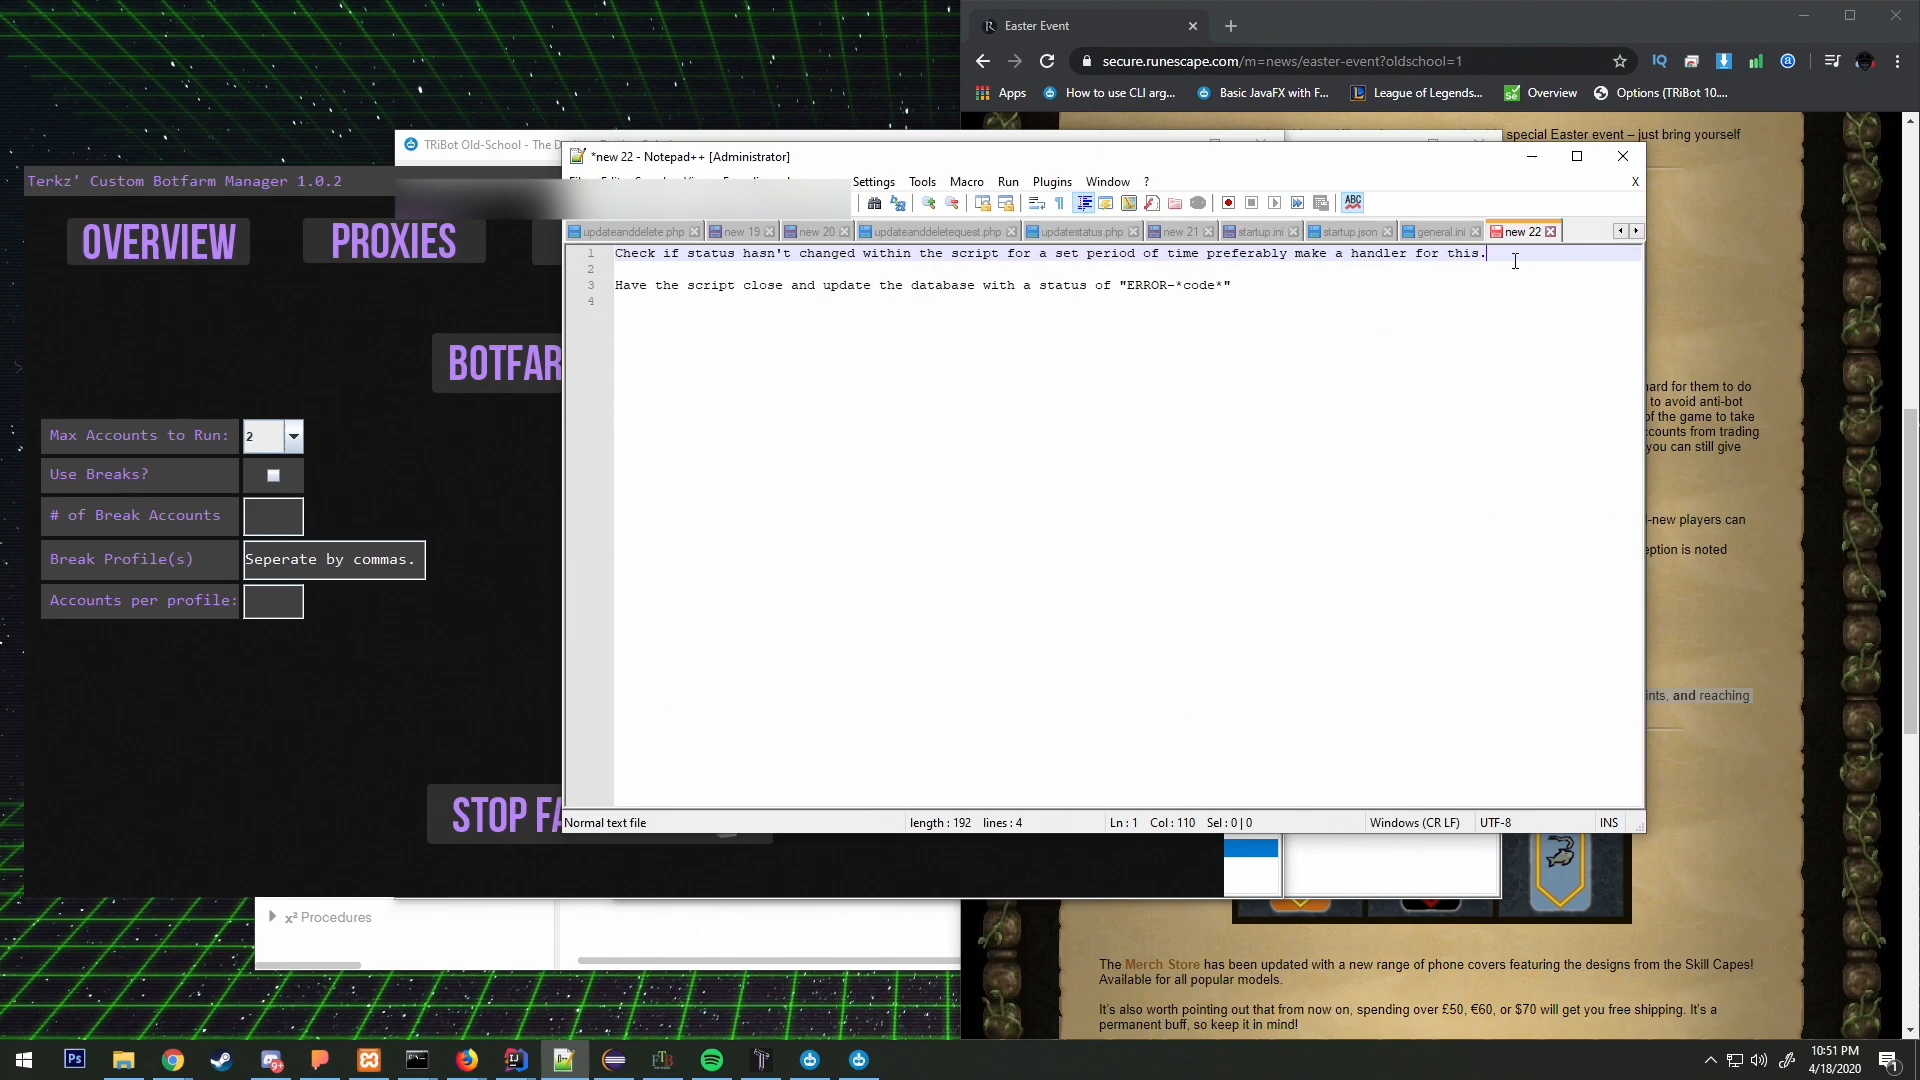 Easter Event
secure.runescape.com/m=news/easter-event?oldschool=1
Apps
How to use CLI arg...
Basic JavaFX with F...
League of Legends...
Overview
Options (TRiBot 10....
special Easter event – just bring yourself
TRiBot Old-School - The D
*new 22 - Notepad++ [Administrator]
Terkz' Custom Botfarm Manager 1.0.2
Settings Tools Macro Run Plugins Window ? X
OVERVIEW
PROXIES
updateanddelete.php
new 19
new 20
updateanddeletequest.php
updatestatus.php
new 21
startup.ini
startup.json
general.ini
new 22
1 Check if status hasn't changed within the script for a set period of time preferably make a handler for this.
2
3 Have the script close and update the database with a status of "ERROR-*code*"
4
BOTFAR
hard for them to do
to avoid anti-bot
of the game to take
counts from trading
you can still give
Max Accounts to Run: 2
Use Breaks?
# of Break Accounts
Break Profile(s) Seperate by commas.
Accounts per profile:
-new players can
eption is noted
ints, and reaching
STOP FA
Normal text file
length : 192 lines : 4
Ln : 1 Col : 110 Sel : 0 | 0
Windows (CR LF)
UTF-8
INS
x² Procedures
The Merch Store has been updated with a new range of phone covers featuring the designs from the Skill Capes!
Available for all popular models.
It's also worth pointing out that from now on, spending over £50, €60, or $70 will get you free shipping. It's a
permanent buff, so keep it in mind!
10:51 PM
4/18/2020